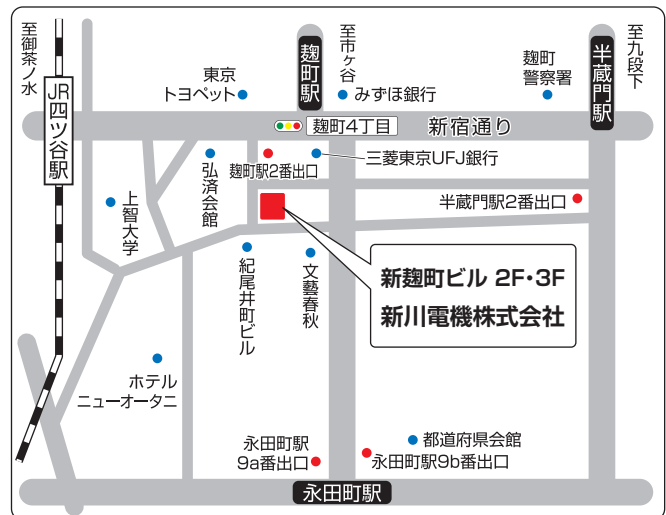 至御茶ノ水
JR四ツ谷駅
麹町駅
至市ヶ谷
半蔵門駅
至九段下
東京
トヨペット
みずほ銀行
麹町
警察署
麹町4丁目
新宿通り
弘済会館
麹町駅2番出口
三菱東京UFJ銀行
上智大学
半蔵門駅2番出口
紀尾井町ビル
文藝春秋
新麹町ビル 2F・3F
新川電機株式会社
ホテル
ニューオータニ
永田町駅
9a番出口
都道府県会館
永田町駅9b番出口
永田町駅